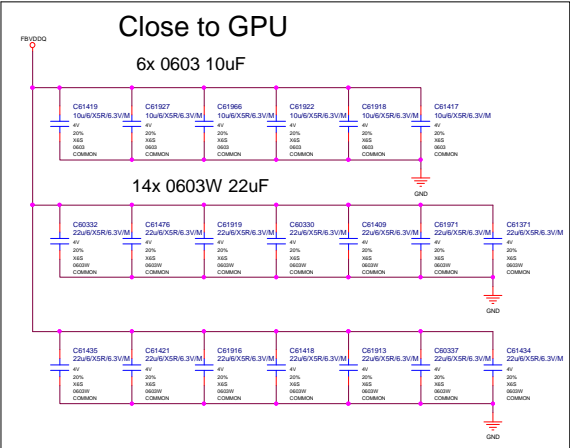 Close to GPU
FBVDDQ
6x 0603 10uF
C61419 C61927 C61966 C61922 C61918 C61417
10u/6/X5R/6.3V/M 10u/6/X5R/6.3V/M 10u/6/X5R/6.3V/M 10u/6/X5R/6.3V/M 10u/6/X5R/6.3V/M 10u/6/X5R/6.3V/M
4V 4V 4V 4V 4V 4V
20% 20% 20% 20% 20% 20%
X6S X6S X6S X6S X6S X6S
0603 0603 0603 0603 0603 0603
COMMON COMMON COMMON COMMON COMMON COMMON
GND
14x 0603W 22uF
C60332 C61476 C61919 C60330 C61409 C61971 C61371
22u/6/X5R/6.3V/M 22u/6/X5R/6.3V/M 22u/6/X5R/6.3V/M 22u/6/X5R/6.3V/M 22u/6/X5R/6.3V/M 22u/6/X5R/6.3V/M 22u/6/X5R/6.3V/M
4V 4V 4V 4V 4V 4V 4V
20% 20% 20% 20% 20% 20% 20%
X6S X6S X6S X6S X6S X6S X6S
0603W 0603W 0603W 0603W 0603W 0603W 0603W
COMMON COMMON COMMON COMMON COMMON COMMON COMMON
GND
C61435 C61421 C61916 C61418 C61913 C60337 C61434
22u/6/X5R/6.3V/M 22u/6/X5R/6.3V/M 22u/6/X5R/6.3V/M 22u/6/X5R/6.3V/M 22u/6/X5R/6.3V/M 22u/6/X5R/6.3V/M 22u/6/X5R/6.3V/M
4V 4V 4V 4V 4V 4V 4V
20% 20% 20% 20% 20% 20% 20%
X6S X6S X6S X6S X6S X6S X6S
0603W 0603W 0603W 0603W 0603W 0603W 0603W
COMMON COMMON COMMON COMMON COMMON COMMON COMMON
GND